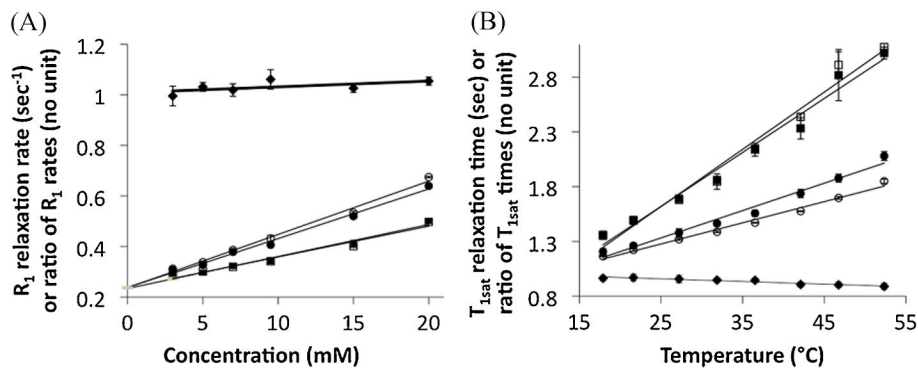 (A)
R1 relaxation rate (sec-1)
or ratio of R1 rates (no unit)
1.2
1
0.8
0.6
0.4
0.2
0
5
10
15
20
Concentration (mM)
(B)
T1sat relaxation time (sec) or
ratio of T1sat times (no unit)
2.8
2.3
1.8
1.3
0.8
15
25
35
45
55
Temperature (°C)